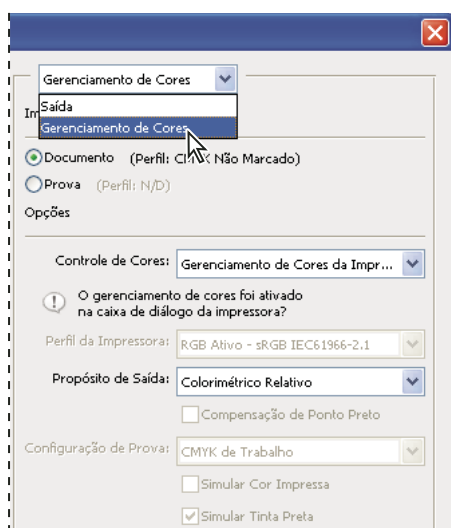 Gerenciamento de Cores
Im
Saída
Gerenciamento de Cores
Documento (Perfil: CMYK Não Marcado)
Prova (Perfil: N/D)
Opções
Controle de Cores: Gerenciamento de Cores da Impr...
O gerenciamento de cores foi ativado
na caixa de diálogo da impressora?
Perfil da Impressora: RGB Ativo - sRGB IEC61966-2.1
Propósito de Saída: Colorimétrico Relativo
Compensação de Ponto Preto
Configuração de Prova: CMYK de Trabalho
Simular Cor Impressa
Simular Tinta Preta